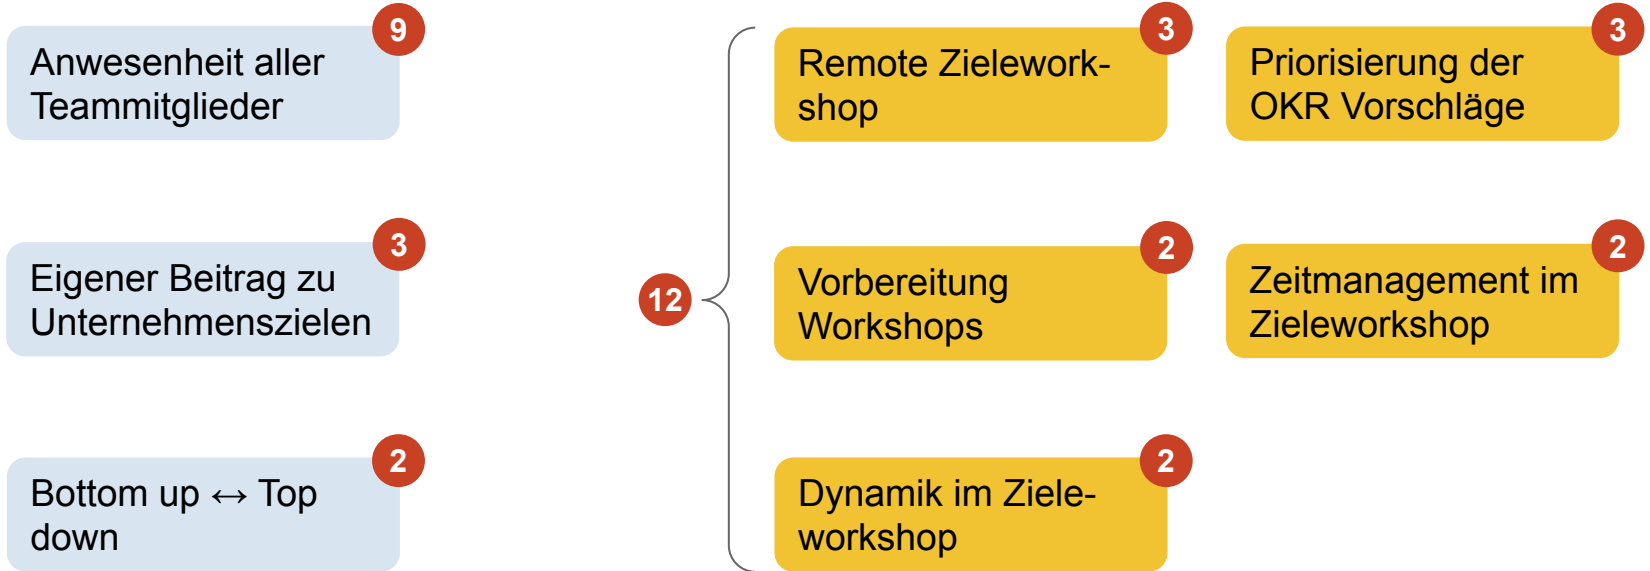 9
Anwesenheit aller
Teammitglieder
3
Eigener Beitrag zu
Unternehmenszielen
2
Bottom up ↔ Top
down
12
3
Remote Zielework-
shop
3
Priorisierung der
OKR Vorschläge
2
Vorbereitung
Workshops
2
Zeitmanagement im
Zieleworkshop
2
Dynamik im Ziele-
workshop